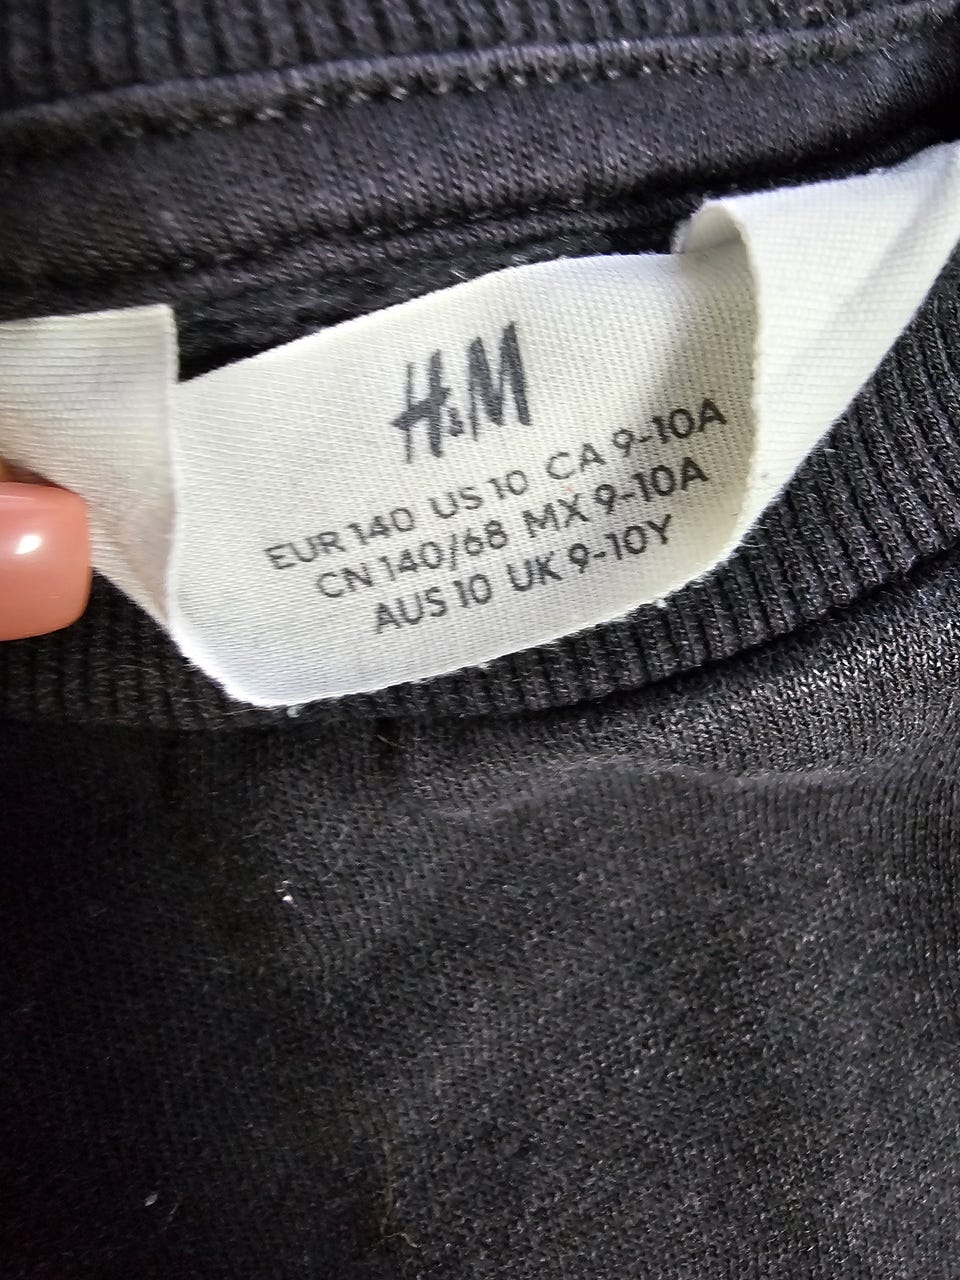 H&M
EUR 140 US 10 CA 9-10A
CN 140/68 MX 9-10A
AUS 10 UK 9-10Y